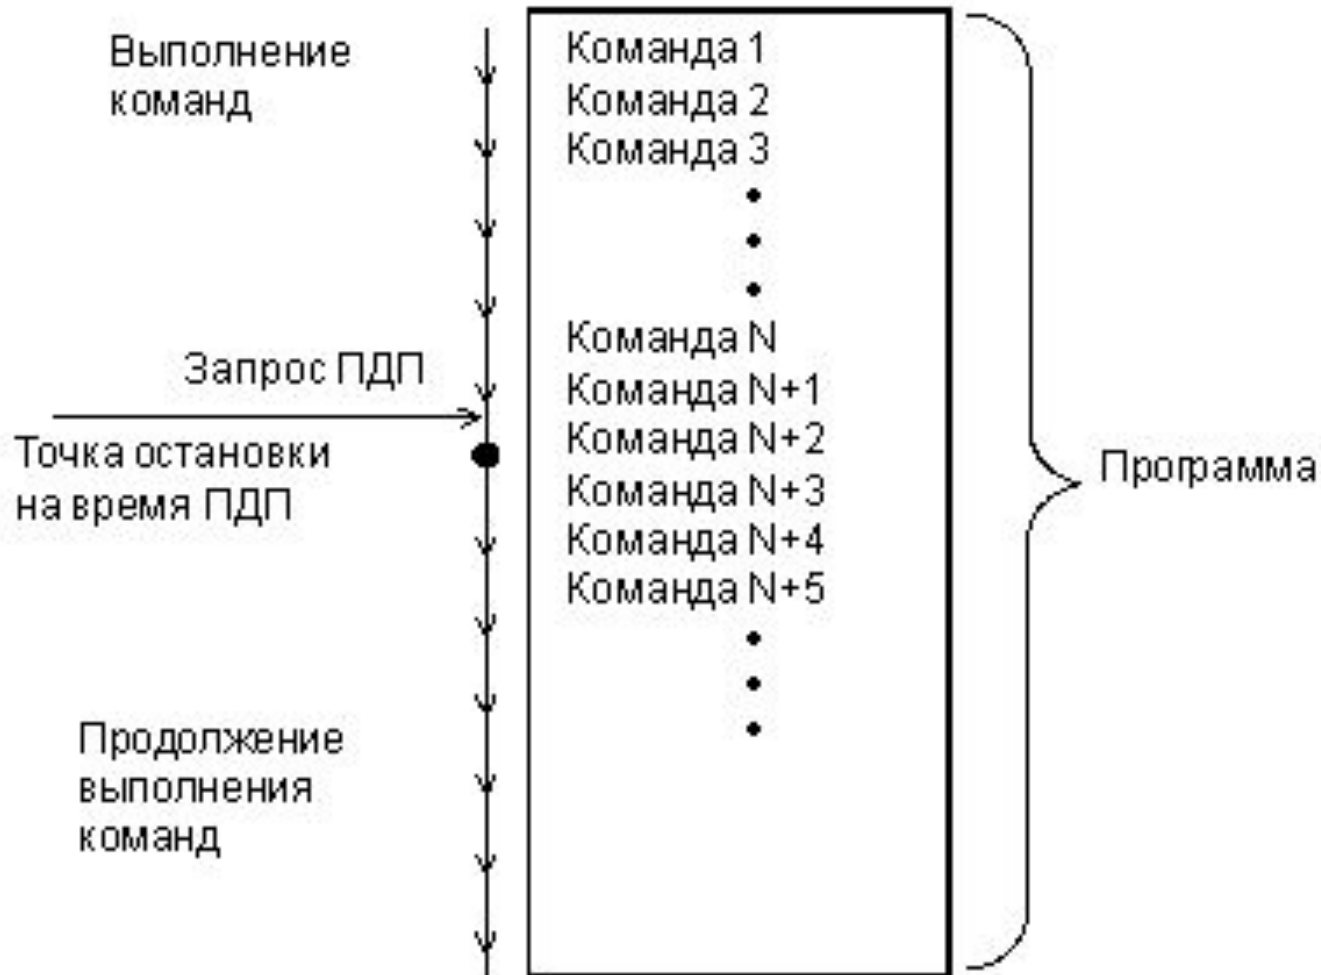 Выполнение
команд
Запрос ПДП
Точка остановки
на время ПДП
Продолжение
выполнения
команд
Команда 1
Команда 2
Команда 3
Команда N
Команда N+1
Команда N+2
Команда N+3
Команда N+4
Команда N+5
Программа